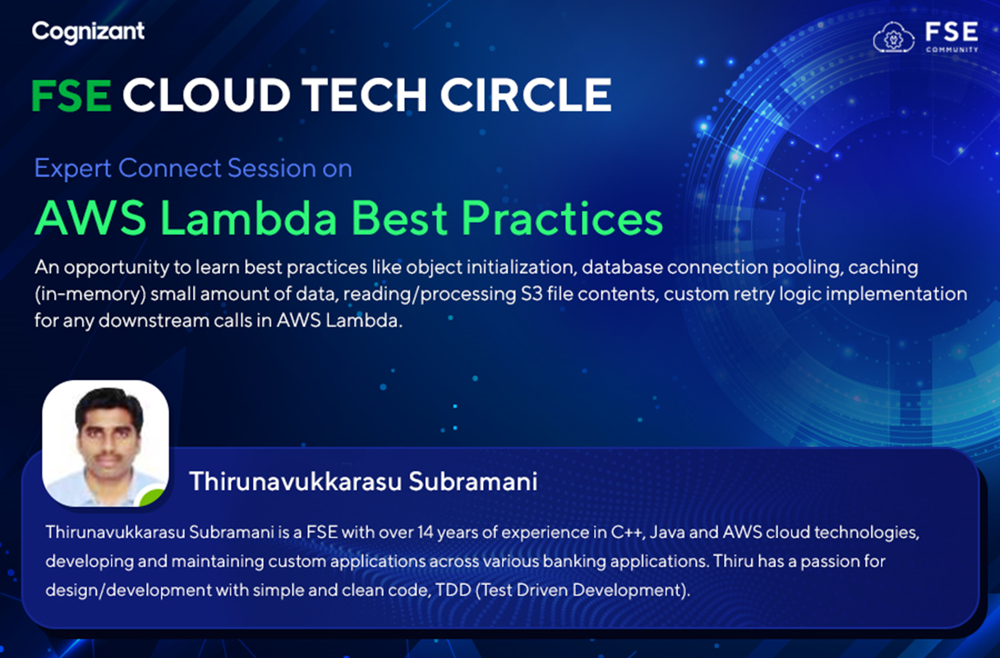 Cognizant
FSE
COMMUNITY
FSE CLOUD TECH CIRCLE
Expert Connect Session on
AWS Lambda Best Practices
An opportunity to learn best practices like object initialization, database connection pooling, caching
(in-memory) small amount of data, reading/processing S3 file contents, custom retry logic implementation
for any downstream calls in AWS Lambda.
Thirunavukkarasu Subramani
Thirunavukkarasu Subramani is a FSE with over 14 years of experience in C++, Java and AWS cloud technologies,
developing and maintaining custom applications across various banking applications. Thiru has a passion for
design/development with simple and clean code, TDD (Test Driven Development).